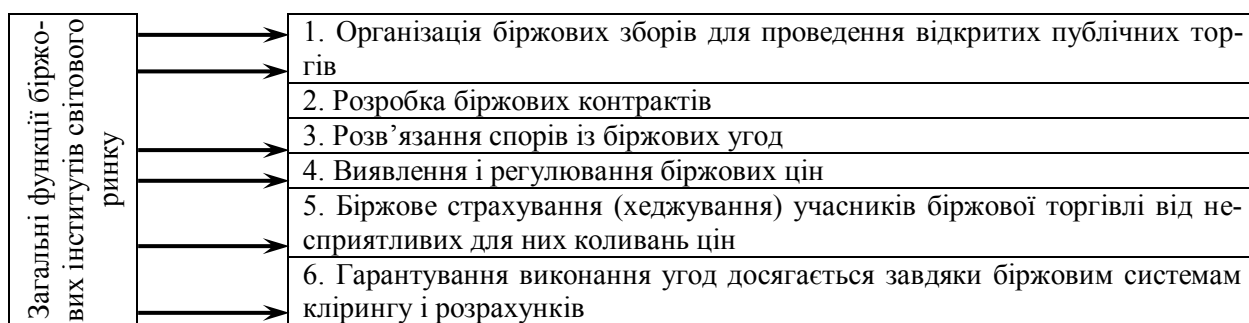 Загальні функції біржо-
вих інститутів світового
ринку
1. Організація біржових зборів для проведення відкритих публічних тор-
гів
2. Розробка біржових контрактів
3. Розв’язання спорів із біржових угод
4. Виявлення і регулювання біржових цін
5. Біржове страхування (хеджування) учасників біржової торгівлі від не-
сприятливих для них коливань цін
6. Гарантування виконання угод досягається завдяки біржовим системам
клірингу і розрахунків